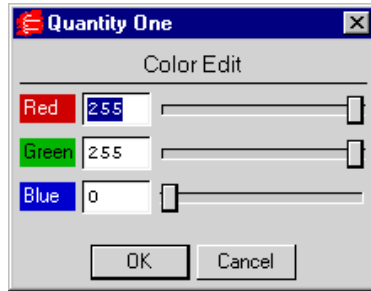 Quantity One
Color Edit
Red 255
Green 255
Blue 0
OK Cancel